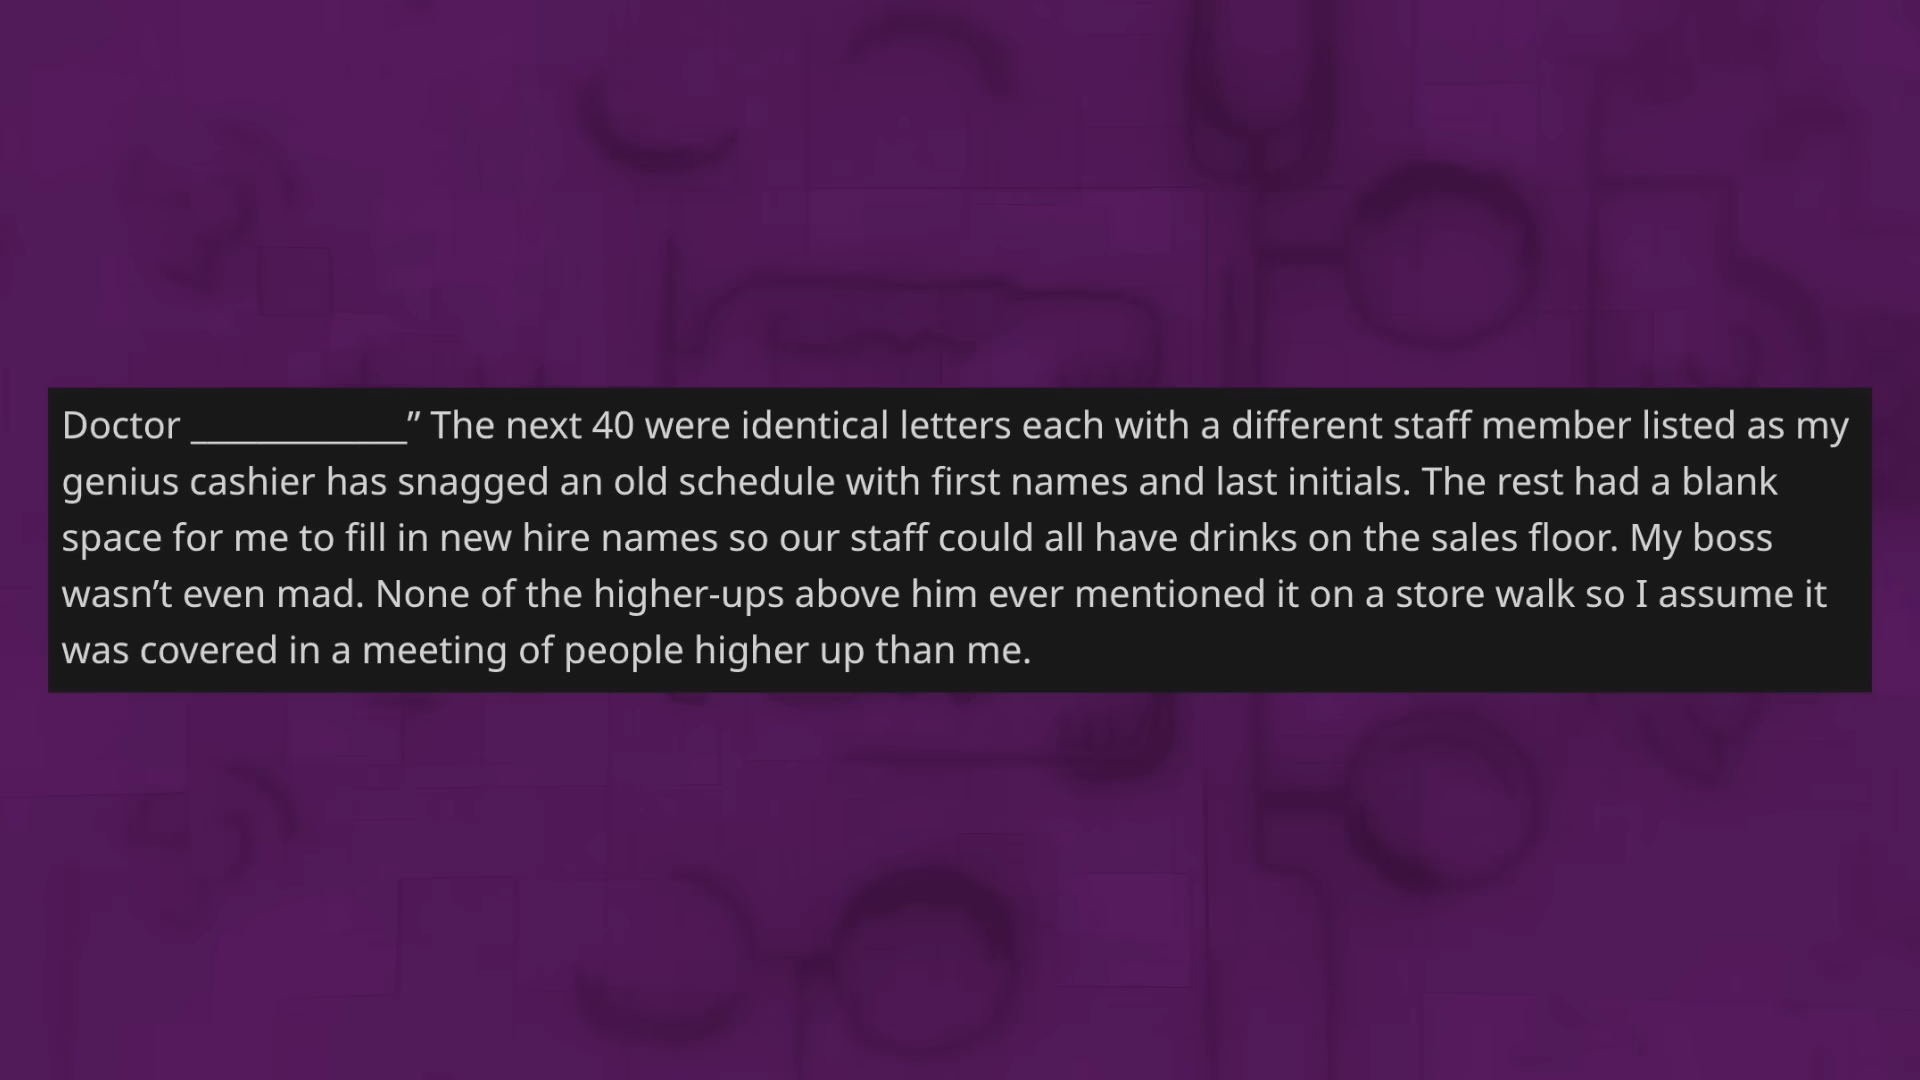 Doctor ____________” The next 40 were identical letters each with a different staff member listed as my
genius cashier has snagged an old schedule with first names and last initials. The rest had a blank
space for me to fill in new hire names so our staff could all have drinks on the sales floor. My boss
wasn’t even mad. None of the higher-ups above him ever mentioned it on a store walk so I assume it
was covered in a meeting of people higher up than me.